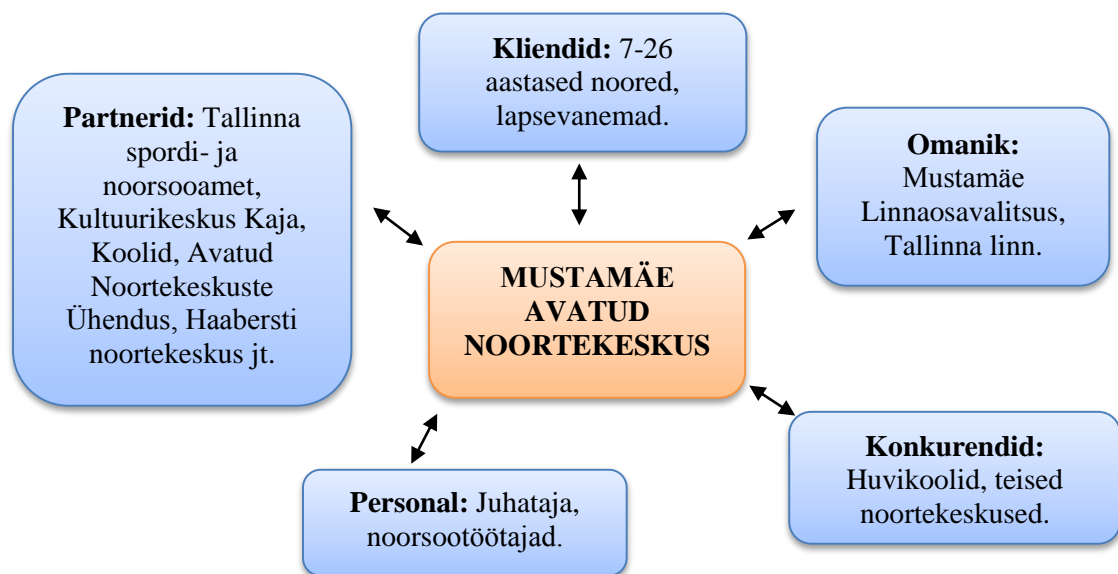 Kliendid: 7-26
aastased noored,
lapsevanemad.
Partnerid: Tallinna
spordi- ja
noorsooamet,
Kultuurikeskus Kaja,
Koolid, Avatud
Noortekeskuste
Ühendus, Haabersti
noortekeskus jt.
Omanik:
Mustamäe
Linnaosavalitsus,
Tallinna linn.
MUSTAMÄE
AVATUD
NOORTEKESKUS
Konkurendid:
Huvikoolid, teised
noortekeskused.
Personal: Juhataja,
noorsootöötajad.